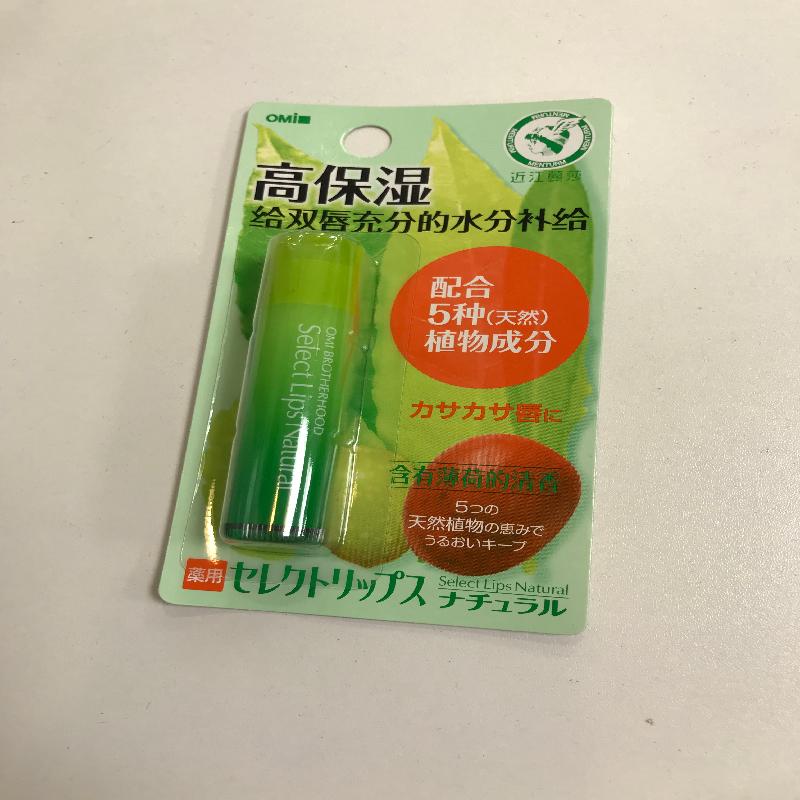 OMI
MENTURM
近江蘭莎
高保湿
给双唇充分的水分补给
配合
5种(天然)
植物成分
OMI BROTHERHOOD
Select Lips Natural
カサカサ唇に
含有薄荷的清香
5つの
天然植物の恵みで
うるおいキープ
薬用
セレクトリップス
Select Lips Natural
ナチュラル